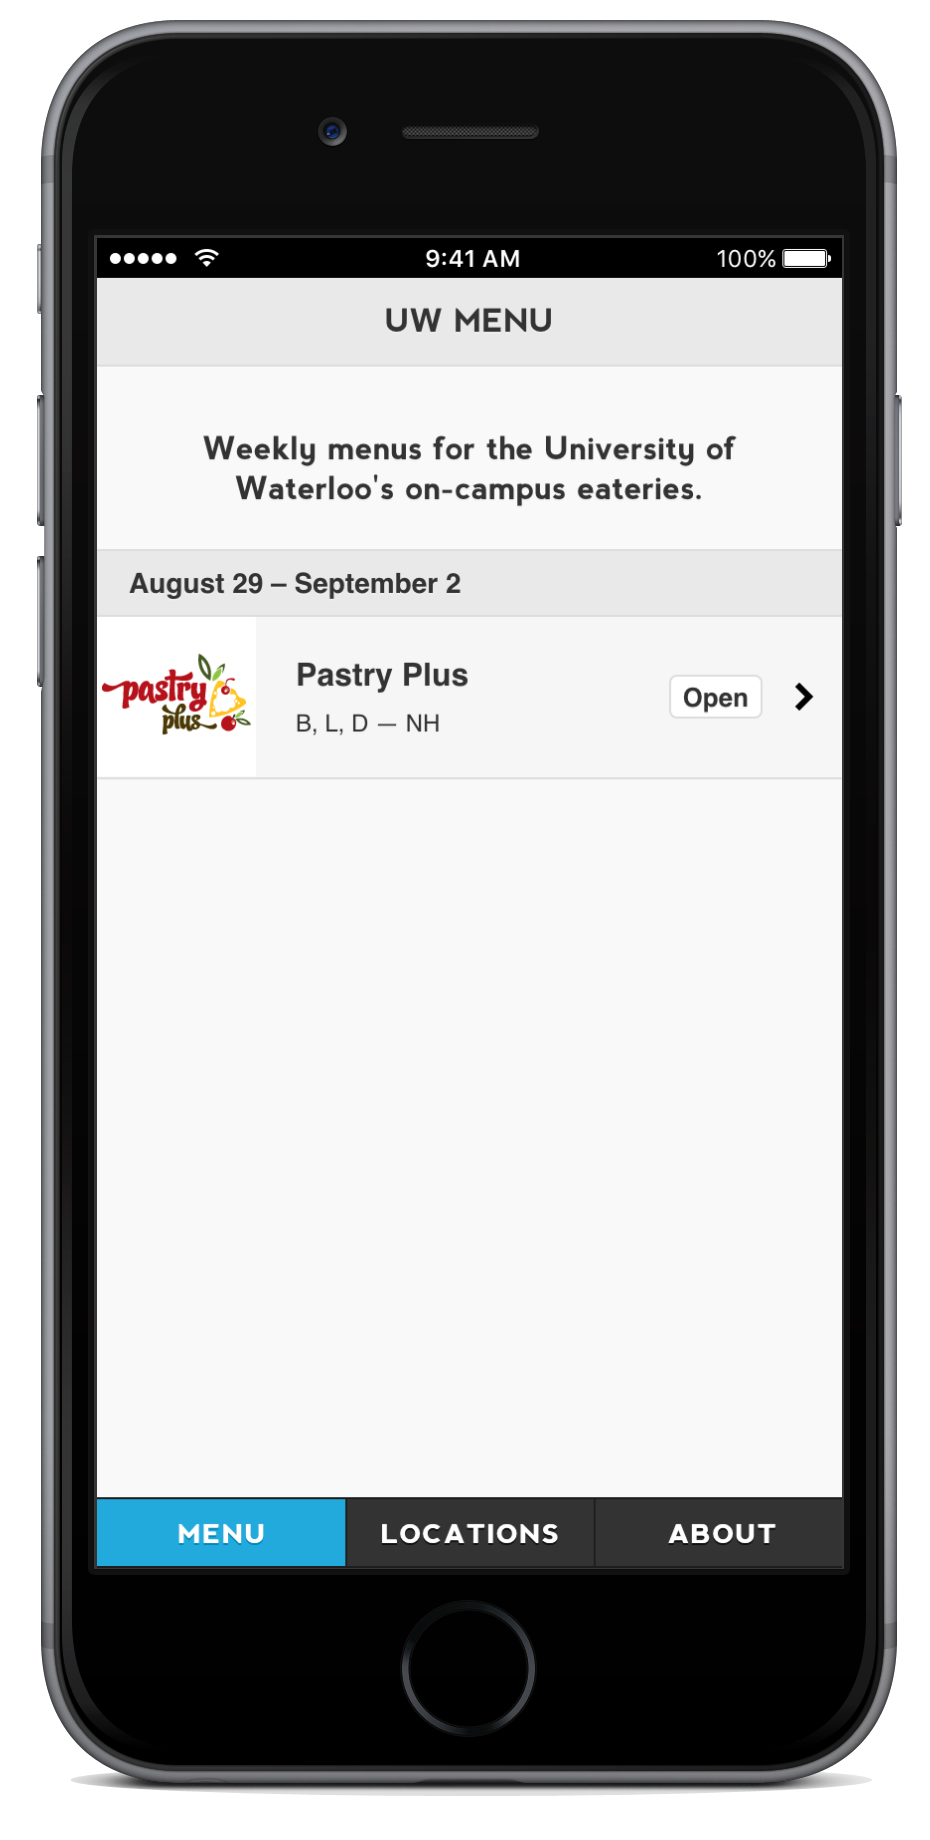 9:41 AM
100%
UW MENU
Weekly menus for the University of
Waterloo's on-campus eateries.
August 29 – September 2
pastry
plus
Pastry Plus
B, L, D — NH
Open
MENU
LOCATIONS
ABOUT